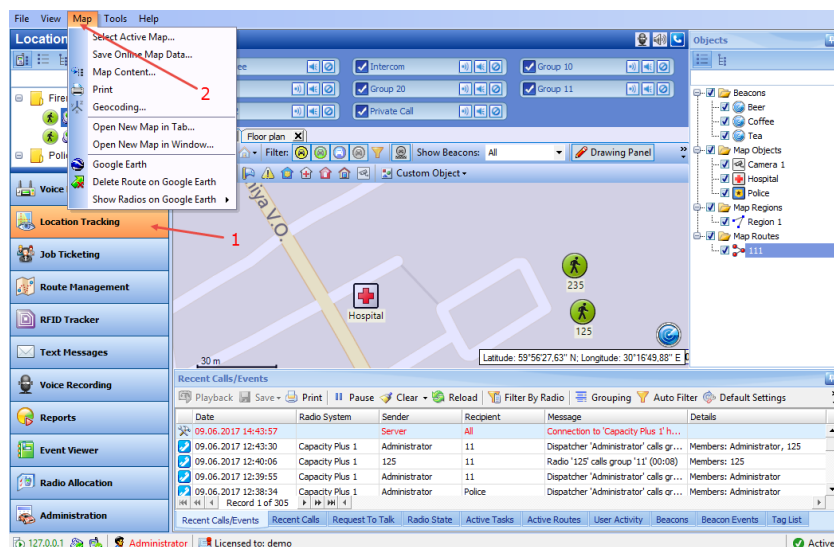 File View Map Tools Help
Location
Objects
Select Active Map...
Save Online Map Data...
Map Content...
Print
Geocoding...
Open New Map in Tab...
Open New Map in Window...
Google Earth
Delete Route on Google Earth
Show Radios on Google Earth
2
1
Intercom
Group 10
Group 20
Group 11
Private Call
Floor plan X
Filter: Show Beacons: All Drawing Panel
Custom Object
Beacons
Beer
Coffee
Tea
Map Objects
Camera 1
Hospital
Police
Map Regions
Region 1
Map Routes
111
Location Tracking
Job Ticketing
Route Management
RFID Tracker
Text Messages
Voice Recording
Reports
Event Viewer
Radio Allocation
Administration
V.O.
235
Hospital
125
30 m
Latitude: 59°56'27,63" N; Longitude: 30°16'49,88" E
Recent Calls/Events
Playback Save Print Pause Clear Reload Filter By Radio Grouping Auto Filter Default Settings
Date Radio System Sender Recipient Message Details
09.06.2017 14:43:57 Server All Connection to 'Capacity Plus 1' h...
09.06.2017 12:43:30 Capacity Plus 1 Administrator 11 Dispatcher 'Administrator' calls gr... Members: Administrator, 125
09.06.2017 12:40:06 Capacity Plus 1 125 11 Radio '125' calls group '11' (00:08) Members: 125
09.06.2017 12:39:55 Capacity Plus 1 Administrator 11 Dispatcher 'Administrator' calls gr... Members: Administrator
09.06.2017 12:38:34 Capacity Plus 1 Administrator Police Dispatcher 'Administrator' calls gr... Members: Administrator
Record 1 of 305
Recent Calls/Events Recent Calls Request To Talk Radio State Active Tasks Active Routes User Activity Beacons Beacon Events Tag List
127.0.0.1 Administrator Licensed to: demo Active